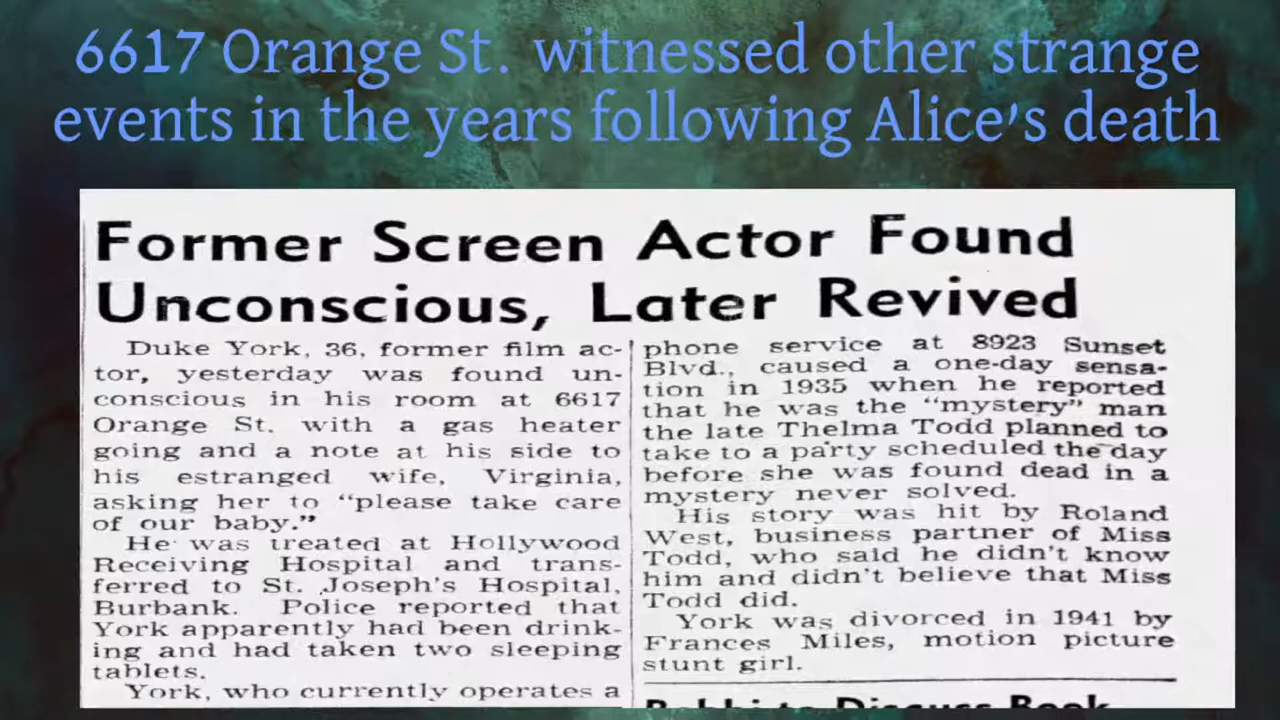 6617 Orange St. witnessed other strange
events in the years following Alice's death
Former Screen Actor Found
Unconscious, Later Revived
Duke York, 36, former film ac-
tor, yesterday was found un-
conscious in his room at 6617
Orange St. with a gas heater
going and a note at his side to
his estranged wife, Virginia,
asking her to “please take care
of our baby.”
He was treated at Hollywood
Receiving Hospital and trans-
ferred to St. Joseph's Hospital,
Burbank. Police reported that
York apparently had been drink-
ing and had taken two sleeping
tablets.
York, who currently operates a
phone service at 8923 Sunset
Blvd., caused a one-day sensa-
tion in 1935 when he reported
that he was the “mystery” man
the late Thelma Todd planned to
take to a party scheduled the day
before she was found dead in a
mystery never solved.
His story was hit by Roland
West, business partner of Miss
Todd, who said he didn't know
him and didn't believe that Miss
Todd did.
York was divorced in 1941 by
Frances Miles, motion picture
stunt girl.
to Discuss Book